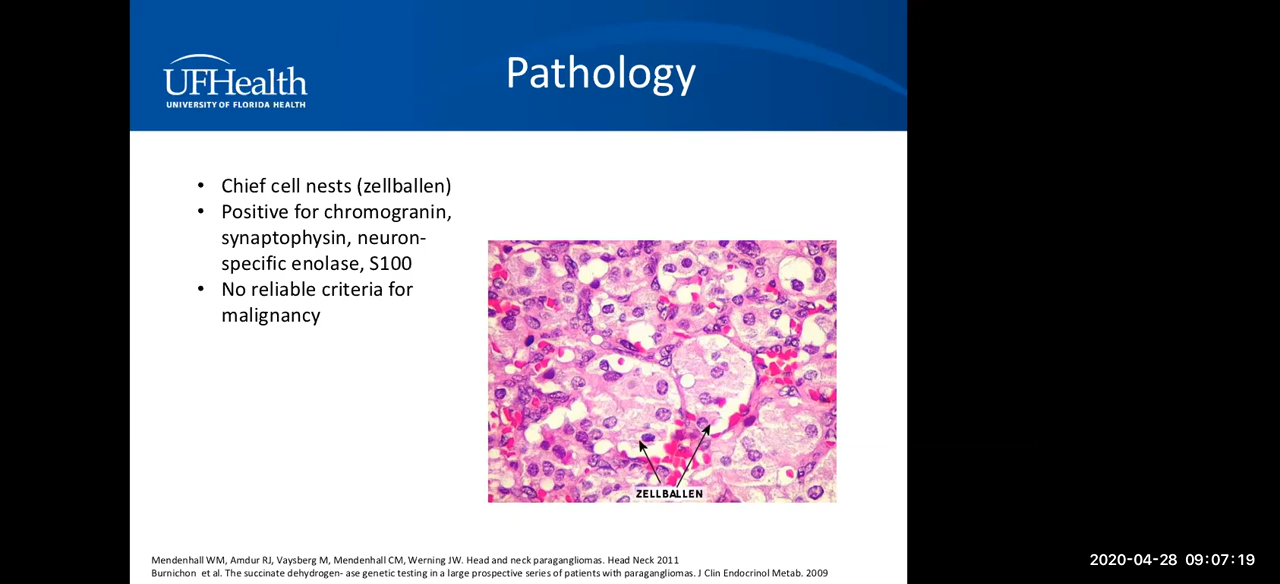 UFHealth
UNIVERSITY OF FLORIDA HEALTH
Pathology
• Chief cell nests (zellballen)
• Positive for chromogranin,
synaptophysin, neuron-
specific enolase, S100
• No reliable criteria for
malignancy
ZELLBALLEN
Mendenhall WM, Amdur RJ, Vaysberg M, Mendenhall CM, Werning JW. Head and neck paragangliomas. Head Neck 2011
Burnichon et al. The succinate dehydrogen- ase genetic testing in a large prospective series of patients with paragangliomas. J Clin Endocrinol Metab. 2009
2020-04-28 09:07:19